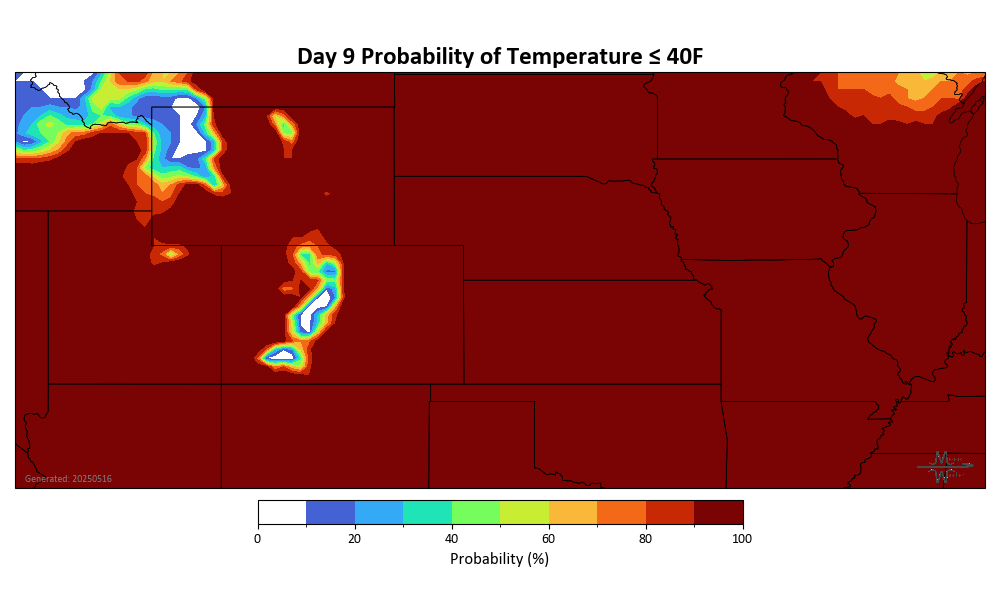 Day 9 Probability of Temperature ≤ 40F
Generated: 20250516
M
W
0 20 40 60 80 100
Probability (%)